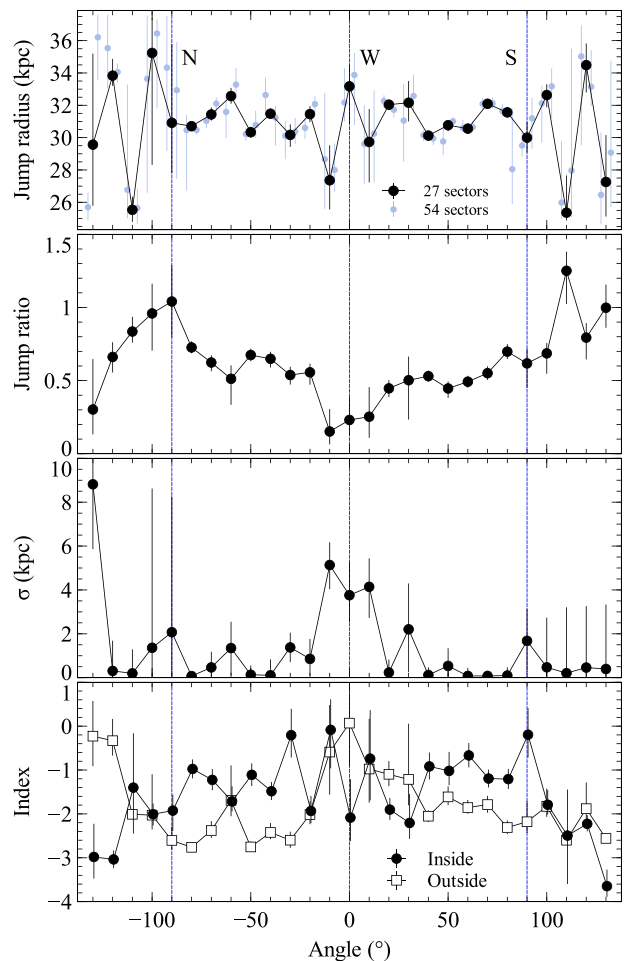 N W S
Jump radius (kpc)
36
34
32
30
28
26
27 sectors
54 sectors
Jump ratio
1.5
1
0.5
0
σ (kpc)
10
8
6
4
2
0
Index
1
0
−1
−2
−3
−4
Inside
Outside
−100 −50 0 50 100
Angle (°)